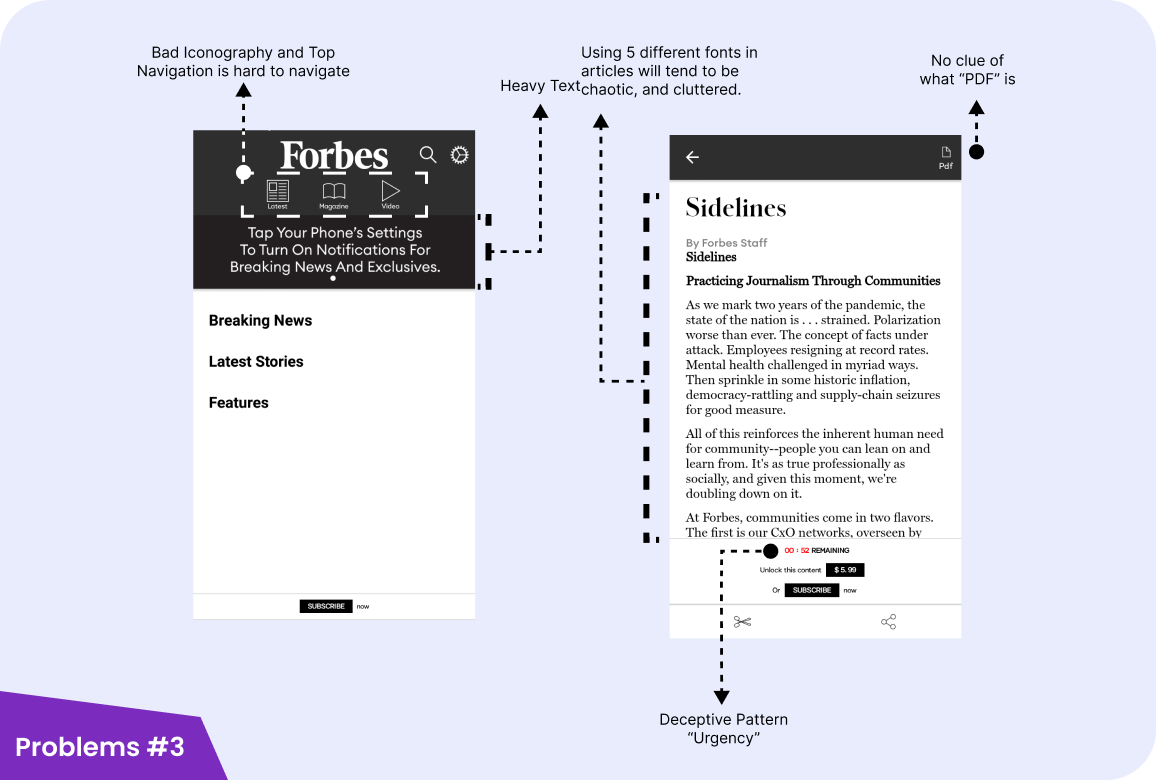 Bad Iconography and Top
Navigation is hard to navigate
Heavy Text
Using 5 different fonts in
articles will tend to be
chaotic, and cluttered.
No clue of
what “PDF” is
Forbes
Latest
Magazine
Video
Tap Your Phone’s Settings
To Turn On Notifications For
Breaking News And Exclusives.
Breaking News
Latest Stories
Features
SUBSCRIBE now
Pdf
Sidelines
By Forbes Staff
Sidelines
Practicing Journalism Through Communities
As we mark two years of the pandemic, the
state of the nation is . . . strained. Polarization
worse than ever. The concept of facts under
attack. Employees resigning at record rates.
Mental health challenged in myriad ways.
Then sprinkle in some historic inflation,
democracy-rattling and supply-chain seizures
for good measure.
All of this reinforces the inherent human need
for community--people you can lean on and
learn from. It's as true professionally as
socially, and given this moment, we're
doubling down on it.
At Forbes, communities come in two flavors.
The first is our CxO networks, overseen by
00 : 52 REMAINING
Unlock this content $ 5. 99
Or SUBSCRIBE now
Deceptive Pattern
“Urgency”
Problems #3